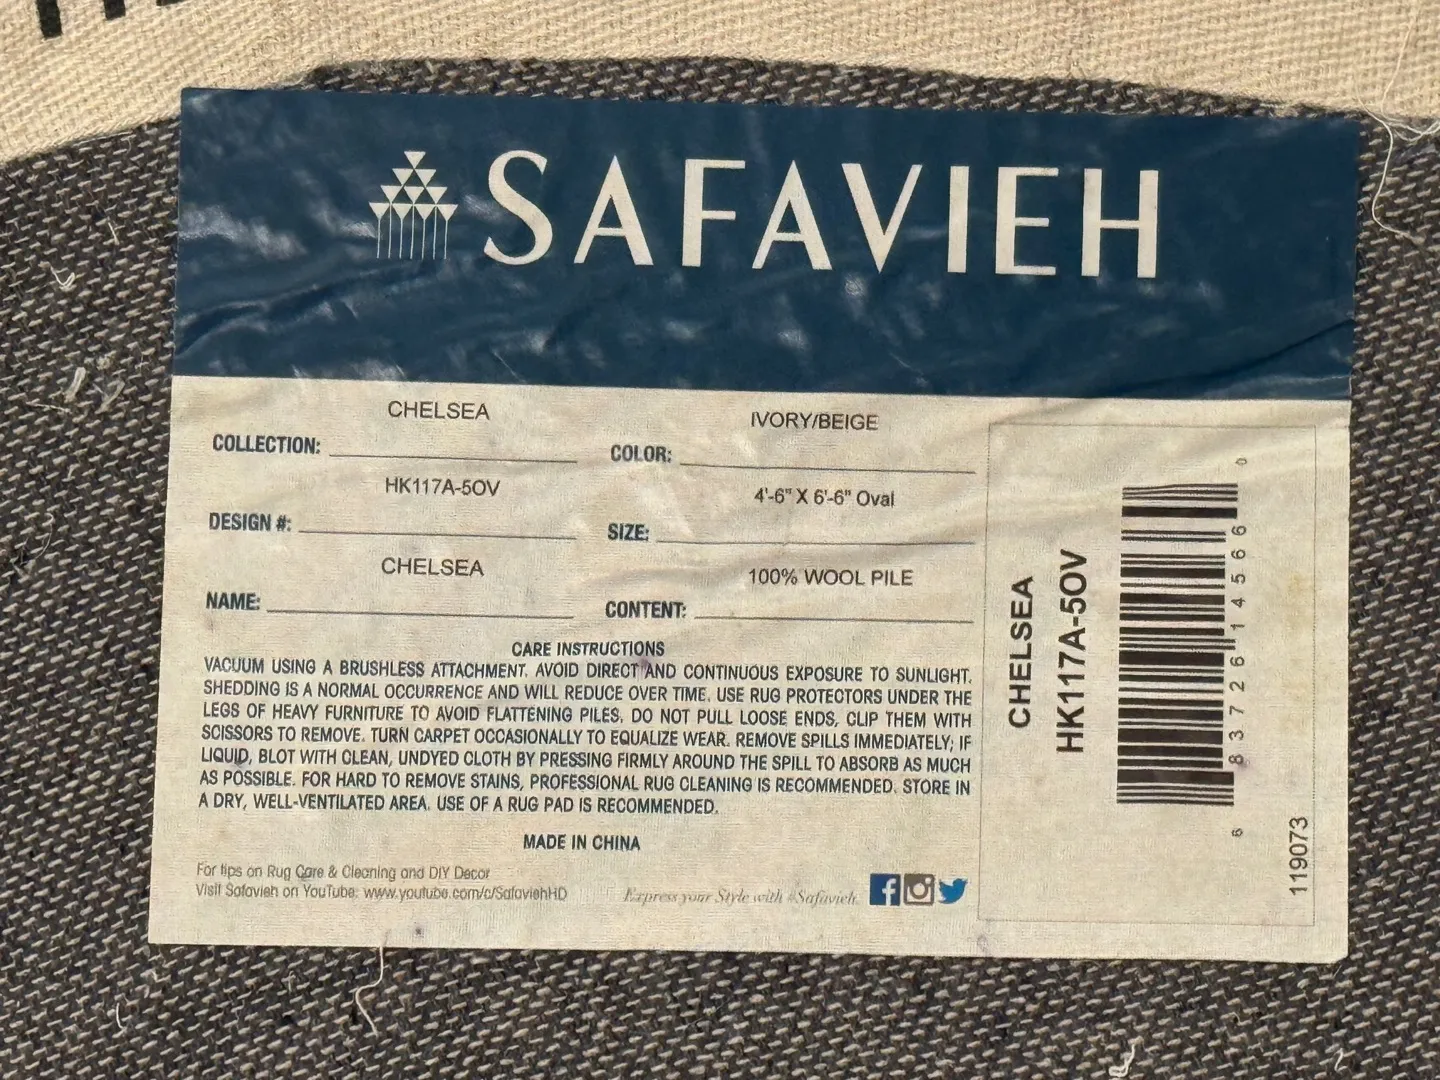 SAFAVIEH
CHELSEA
COLLECTION:
IVORY/BEIGE
COLOR:
HK117A-5OV
DESIGN #:
4'-6" X 6'-6" Oval
SIZE:
CHELSEA
NAME:
100% WOOL PILE
CONTENT:
CARE INSTRUCTIONS
VACUUM USING A BRUSHLESS ATTACHMENT. AVOID DIRECT AND CONTINUOUS EXPOSURE TO SUNLIGHT.
SHEDDING IS A NORMAL OCCURRENCE AND WILL REDUCE OVER TIME. USE RUG PROTECTORS UNDER THE
LEGS OF HEAVY FURNITURE TO AVOID FLATTENING PILES. DO NOT PULL LOOSE ENDS, CLIP THEM WITH
SCISSORS TO REMOVE. TURN CARPET OCCASIONALLY TO EQUALIZE WEAR. REMOVE SPILLS IMMEDIATELY; IF
LIQUID, BLOT WITH CLEAN, UNDYED CLOTH BY PRESSING FIRMLY AROUND THE SPILL TO ABSORB AS MUCH
AS POSSIBLE. FOR HARD TO REMOVE STAINS, PROFESSIONAL RUG CLEANING IS RECOMMENDED. STORE IN
A DRY, WELL-VENTILATED AREA. USE OF A RUG PAD IS RECOMMENDED.
MADE IN CHINA
For tips on Rug Care & Cleaning and DIY Decor
Visit Safavieh on YouTube: www.youtube.com/c/SafaviehHD
Express your Style with #Safavieh
CHELSEA
HK117A-5OV
6 83726 14566 0
119073